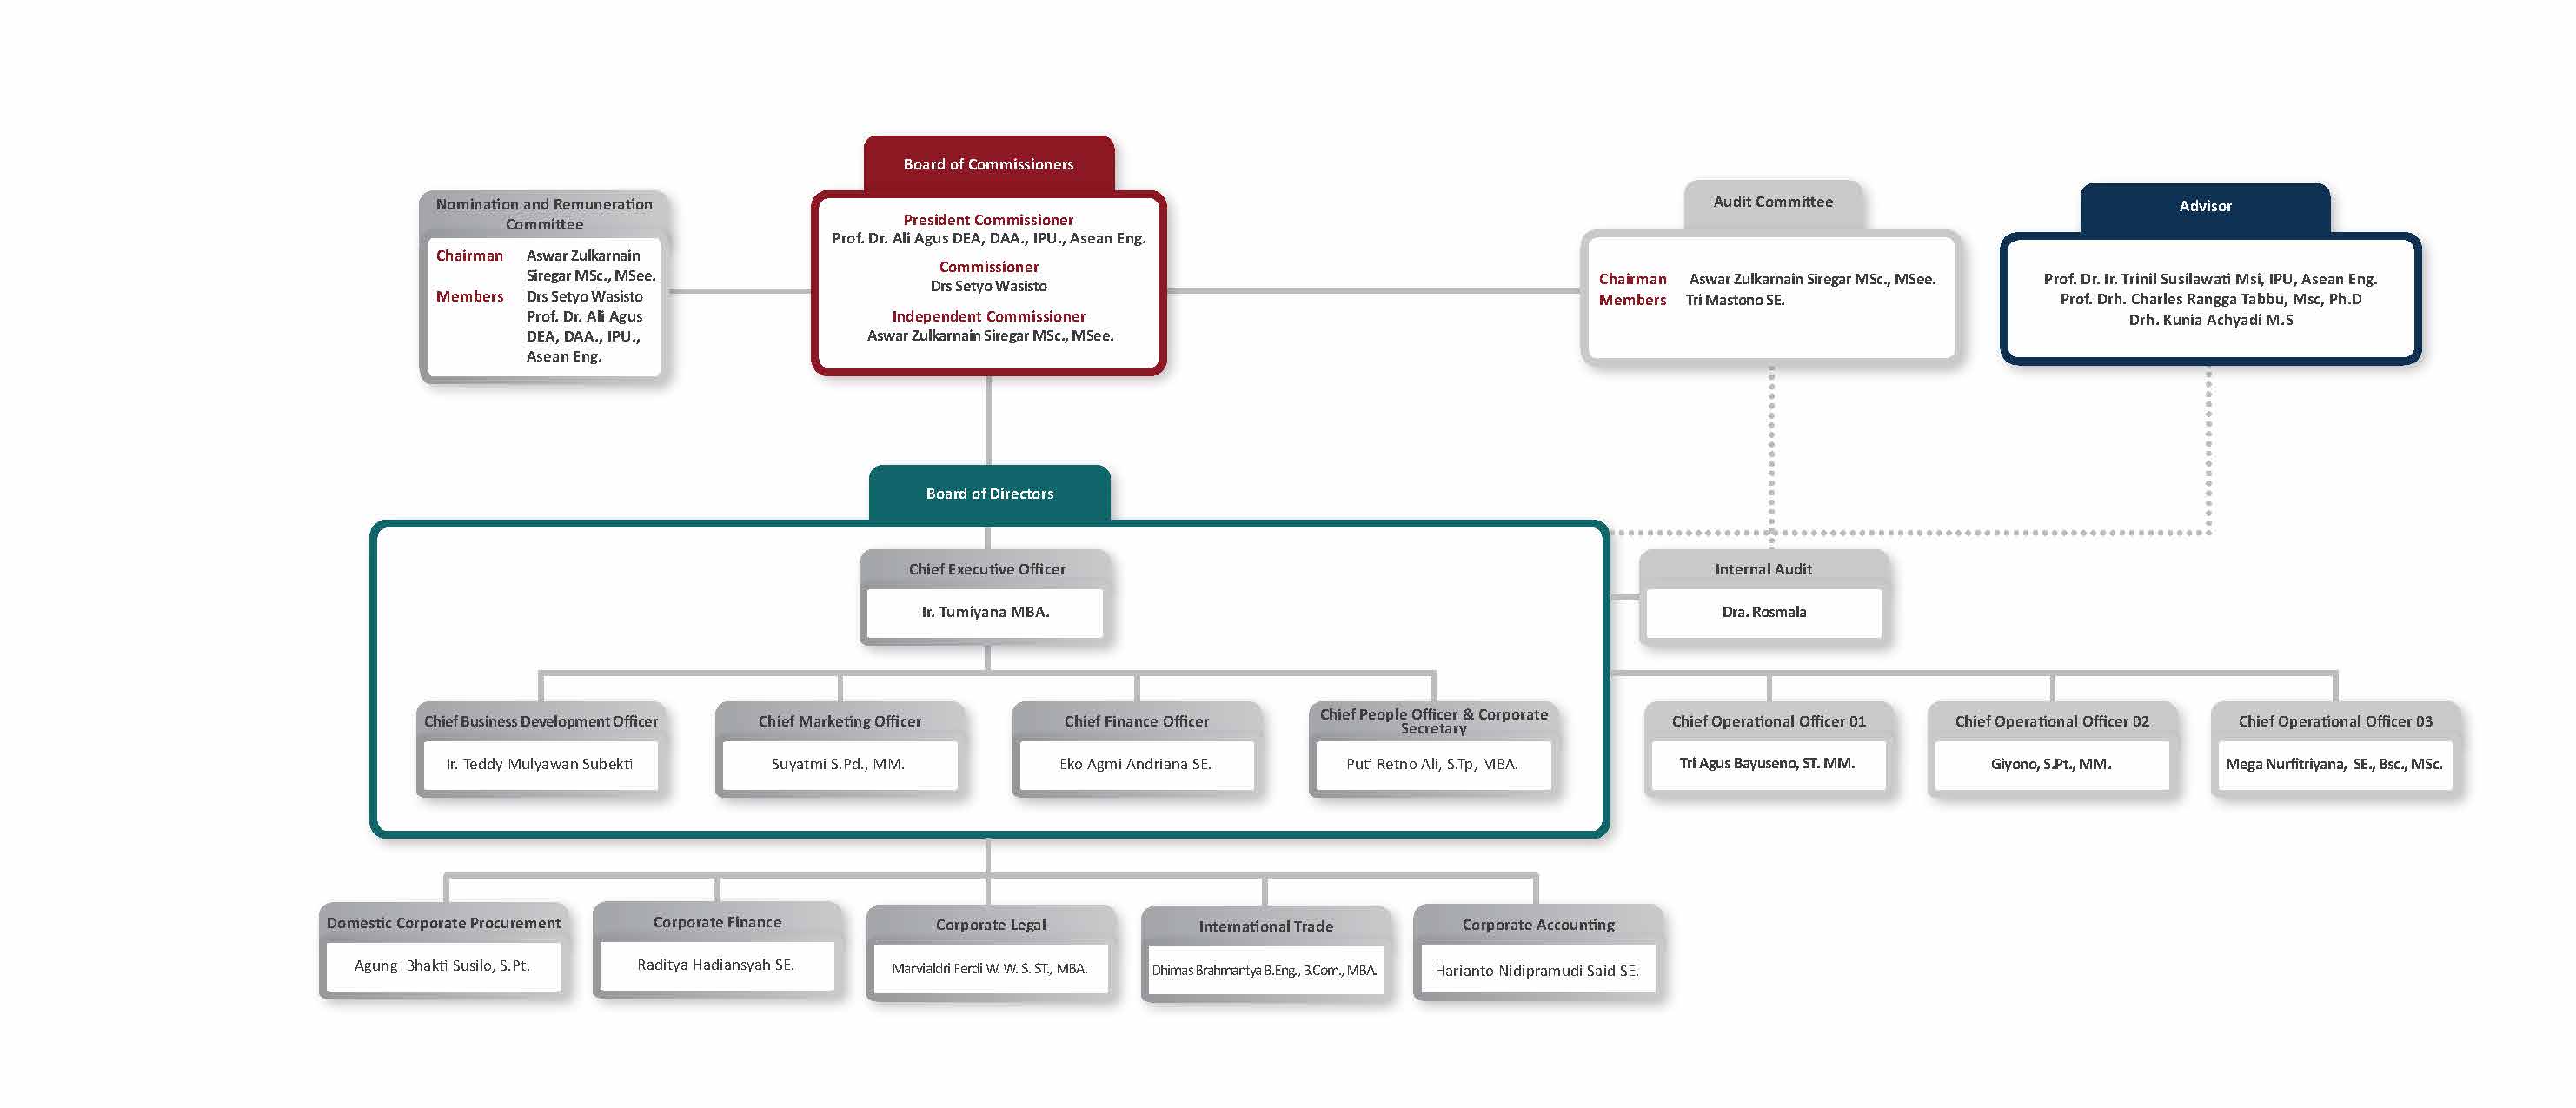 Board of Commissioners
Nomination and Remuneration
Committee
Chairman Aswar Zulkarnain
Siregar MSc., MSee.
Members Drs Setyo Wasisto
Prof. Dr. Ali Agus
DEA, DAA., IPU.,
Asean Eng.
President Commissioner
Prof. Dr. Ali Agus DEA, DAA., IPU., Asean Eng.
Commissioner
Drs Setyo Wasisto
Independent Commissioner
Aswar Zulkarnain Siregar MSc., MSee.
Audit Committee
Chairman Aswar Zulkarnain Siregar MSc., MSee.
Members Tri Mastono SE.
Advisor
Prof. Dr. Ir. Trinil Susilawati Msi, IPU, Asean Eng.
Prof. Drh. Charles Rangga Tabbu, Msc, Ph.D
Drh. Kunia Achyadi M.S
Board of Directors
Chief Executive Officer
Ir. Tumiyana MBA.
Internal Audit
Dra. Rosmala
Chief Business Development Officer
Ir. Teddy Mulyawan Subekti
Chief Marketing Officer
Suyatmi S.Pd., MM.
Chief Finance Officer
Eko Agmi Andriana SE.
Chief People Officer & Corporate
Secretary
Puti Retno Ali, S.Tp, MBA.
Chief Operational Officer 01
Tri Agus Bayuseno, ST. MM.
Chief Operational Officer 02
Giyono, S.Pt., MM.
Chief Operational Officer 03
Mega Nurfitriyana, SE., Bsc., MSc.
Domestic Corporate Procurement
Agung Bhakti Susilo, S.Pt.
Corporate Finance
Raditya Hadiansyah SE.
Corporate Legal
Marvialdri Ferdi W. W. S. ST., MBA.
International Trade
Dhimas Brahmantya B.Eng., B.Com., MBA.
Corporate Accounting
Harianto Nidipramudi Said SE.